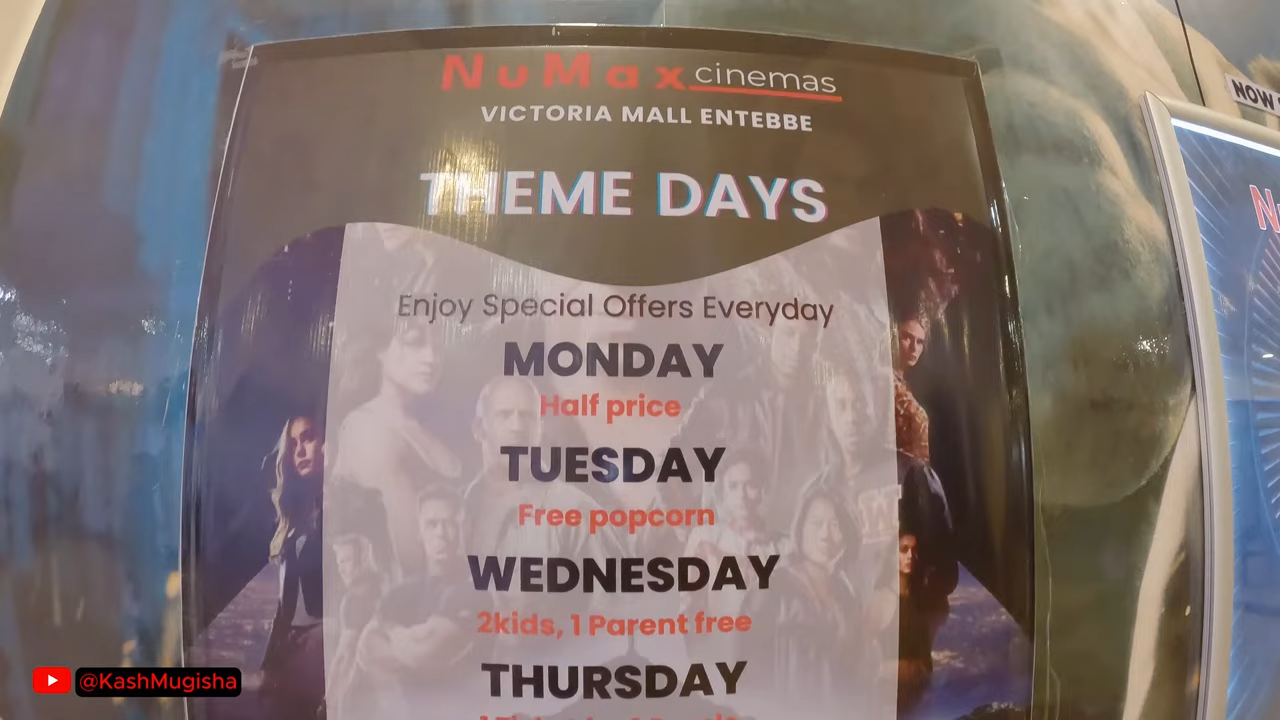 NuMax cinemas
VICTORIA MALL ENTEBBE
THEME DAYS
Enjoy Special Offers Everyday
MONDAY
Half price
TUESDAY
Free popcorn
WEDNESDAY
2kids, 1 Parent free
THURSDAY
NOW
N
@KashMugisha